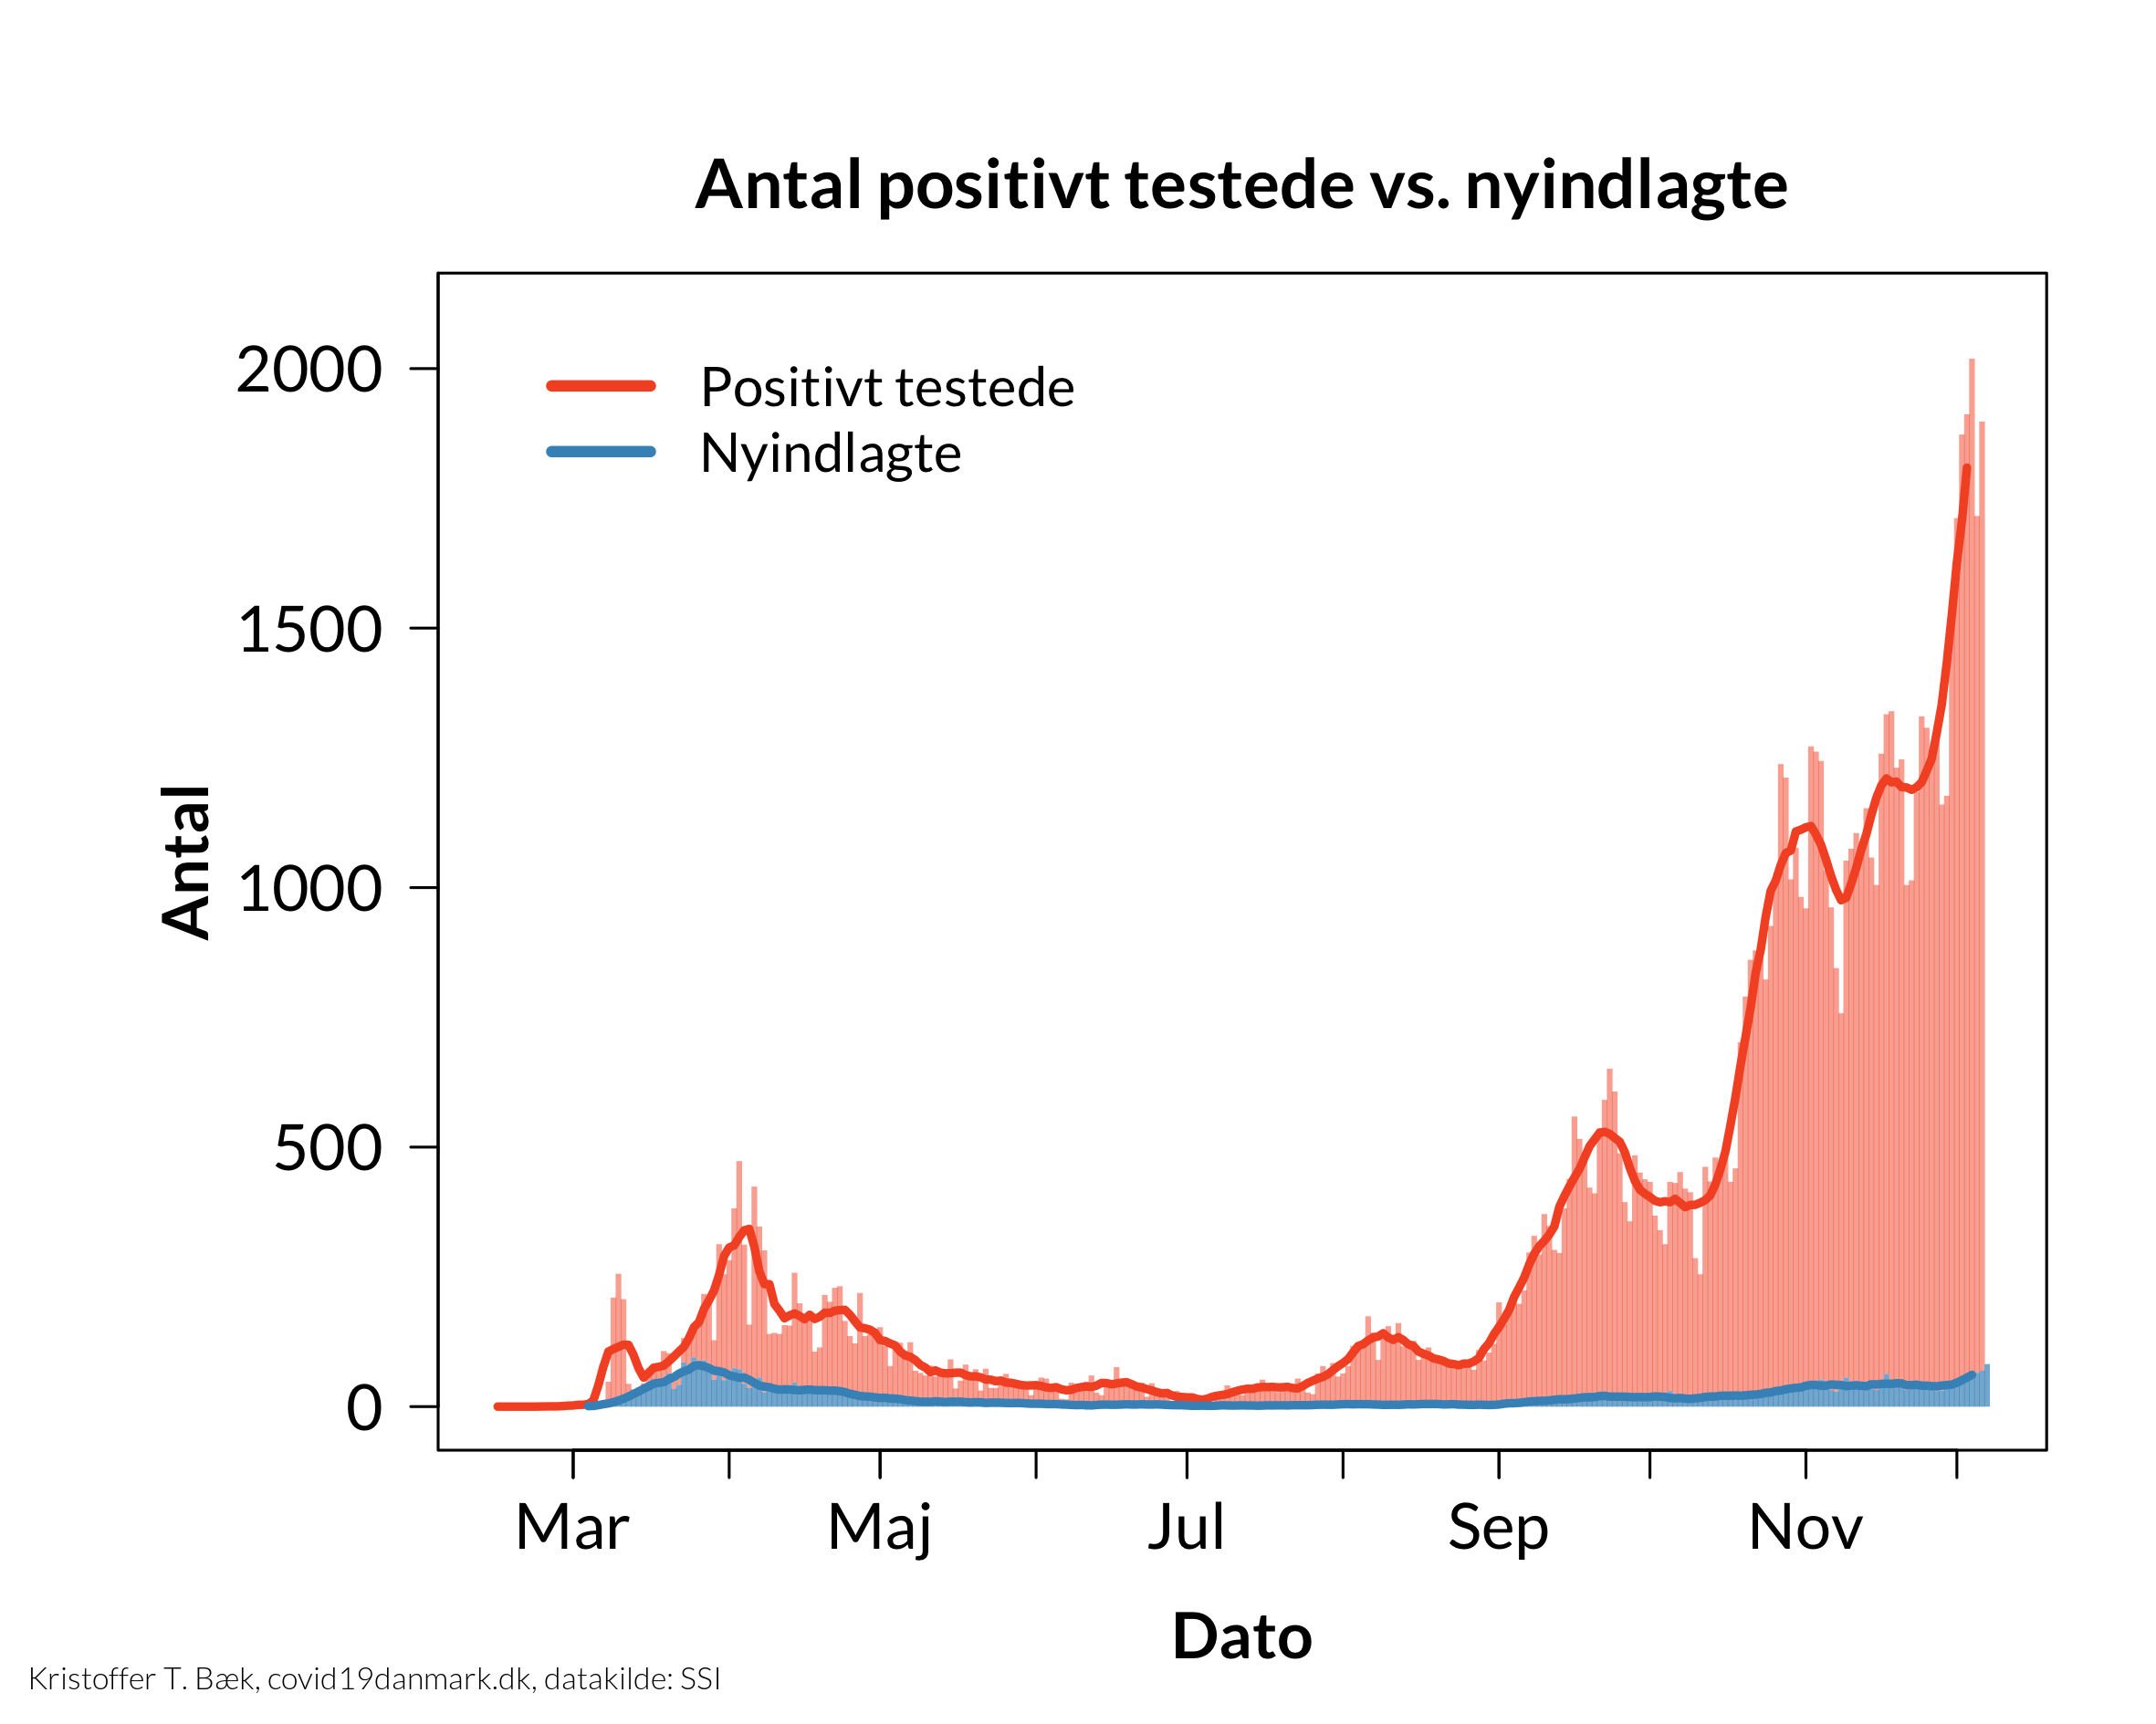 Antal positivt testede vs. nyindlagte
2000
1500
1000
500
0
Antal
Positivt testede
Nyindlagte
Mar
Maj
Jul
Sep
Nov
Dato
Kristoffer T. Bæk, covid19danmark.dk, datakilde: SSI